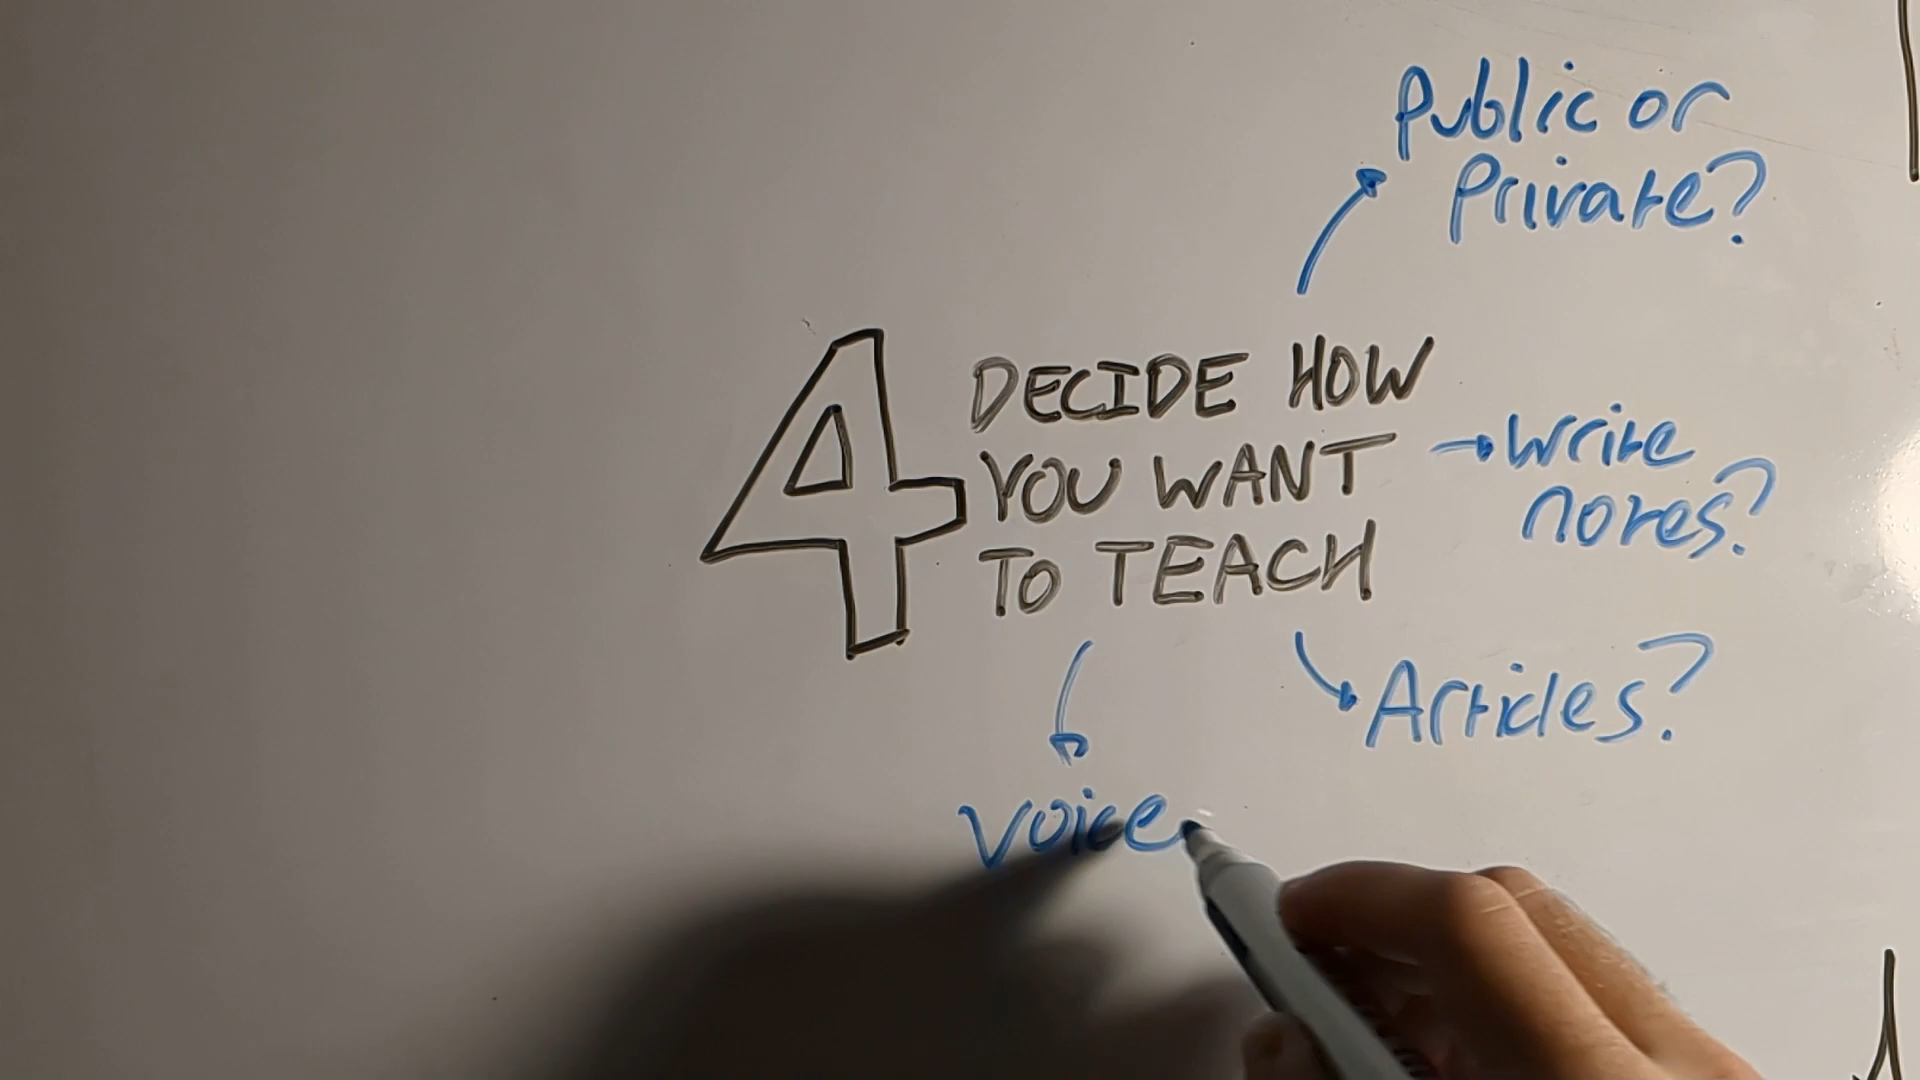 4
DECIDE HOW
YOU WANT
TO TEACH
Public or
Private?
Write
notes?
Articles?
Voice